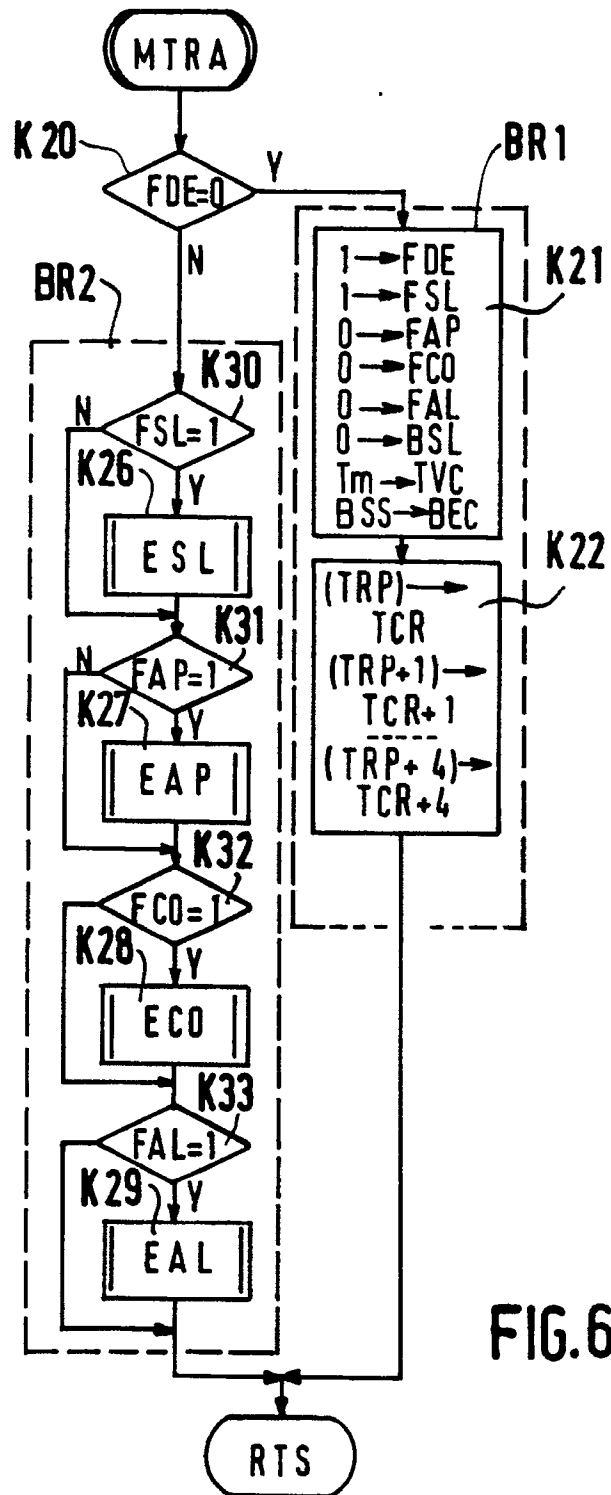 MTRA
K20
FDE=0
Y
N
BR1
K21
1→FDE
1→FSL
0→FAP
0→FCO
0→FAL
0→BSL
Tm→TVC
BSS→BEC
K22
(TRP)→
TCR
(TRP+1)→
TCR+1
(TRP+4)→
TCR+4
BR2
K30
N
FSL=1
K26
Y
ESL
K31
N
FAP=1
K27
Y
EAP
K32
FCO=1
K28
Y
ECO
K33
FAL=1
K29
Y
EAL
FIG.6
RTS